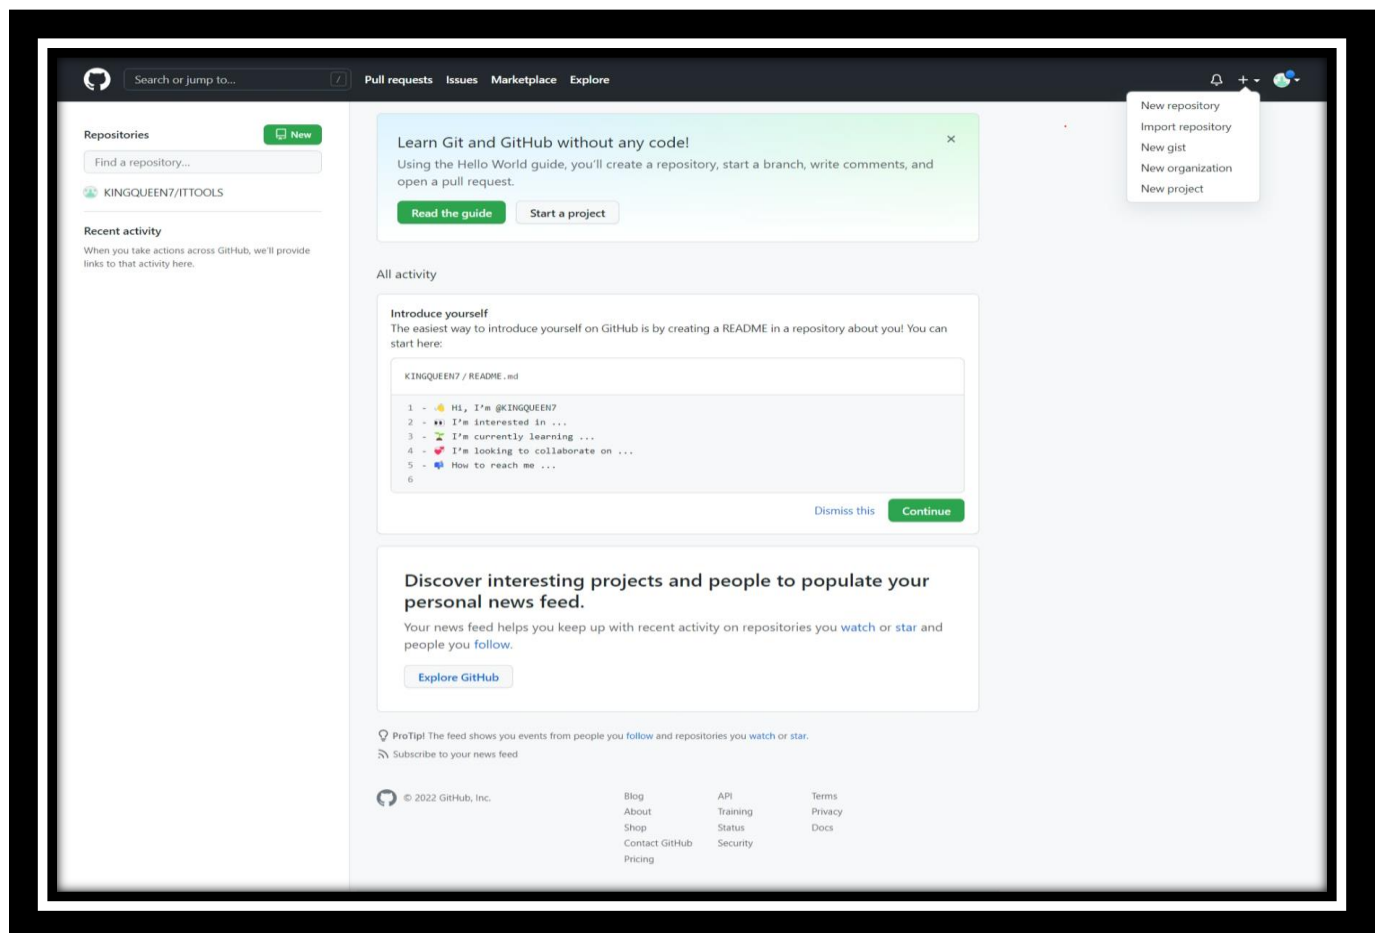 Search or jump to... /
Pull requests Issues Marketplace Explore
New repository
Import repository
New gist
New organization
New project
Repositories
New
Find a repository...
KINGQUEEN7/ITTOOLS
Recent activity
When you take actions across GitHub, we'll provide
links to that activity here.
Learn Git and GitHub without any code!
Using the Hello World guide, you'll create a repository, start a branch, write comments, and
open a pull request.
Read the guide Start a project
All activity
Introduce yourself
The easiest way to introduce yourself on GitHub is by creating a README in a repository about you! You can
start here:
KINGQUEEN7 / README.md
1 - 👋 Hi, I'm @KINGQUEEN7
2 - 👀 I'm interested in ...
3 - 🌱 I'm currently learning ...
4 - 💞️ I'm looking to collaborate on ...
5 - 📫 How to reach me ...
6
Dismiss this Continue
Discover interesting projects and people to populate your
personal news feed.
Your news feed helps you keep up with recent activity on repositories you watch or star and
people you follow.
Explore GitHub
ProTip! The feed shows you events from people you follow and repositories you watch or star.
Subscribe to your news feed
© 2022 GitHub, Inc.
Blog
About
Shop
Contact GitHub
Pricing
API
Training
Status
Security
Terms
Privacy
Docs